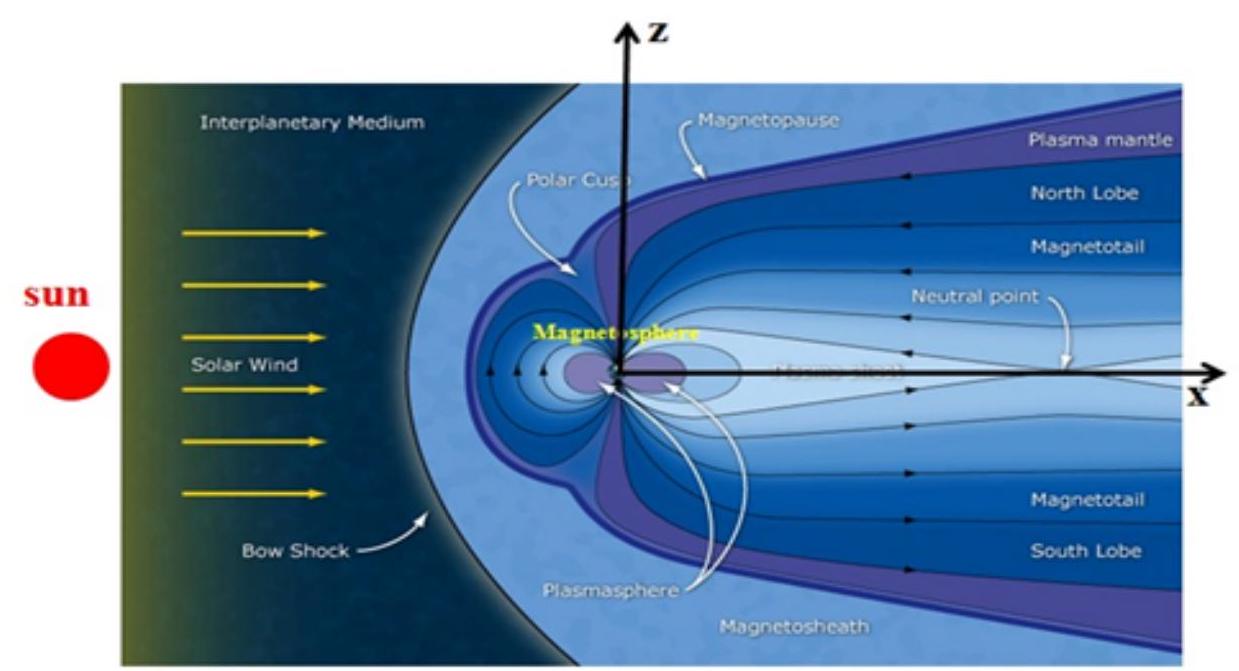 z
Interplanetary Medium
Magnetopause
Plasma mantle
Polar Cusp
North Lobe
Magnetotail
sun
Neutral point
Magnetosphere
Solar Wind
x
Magnetotail
Bow Shock
South Lobe
Plasmasphere
Magnetosheath